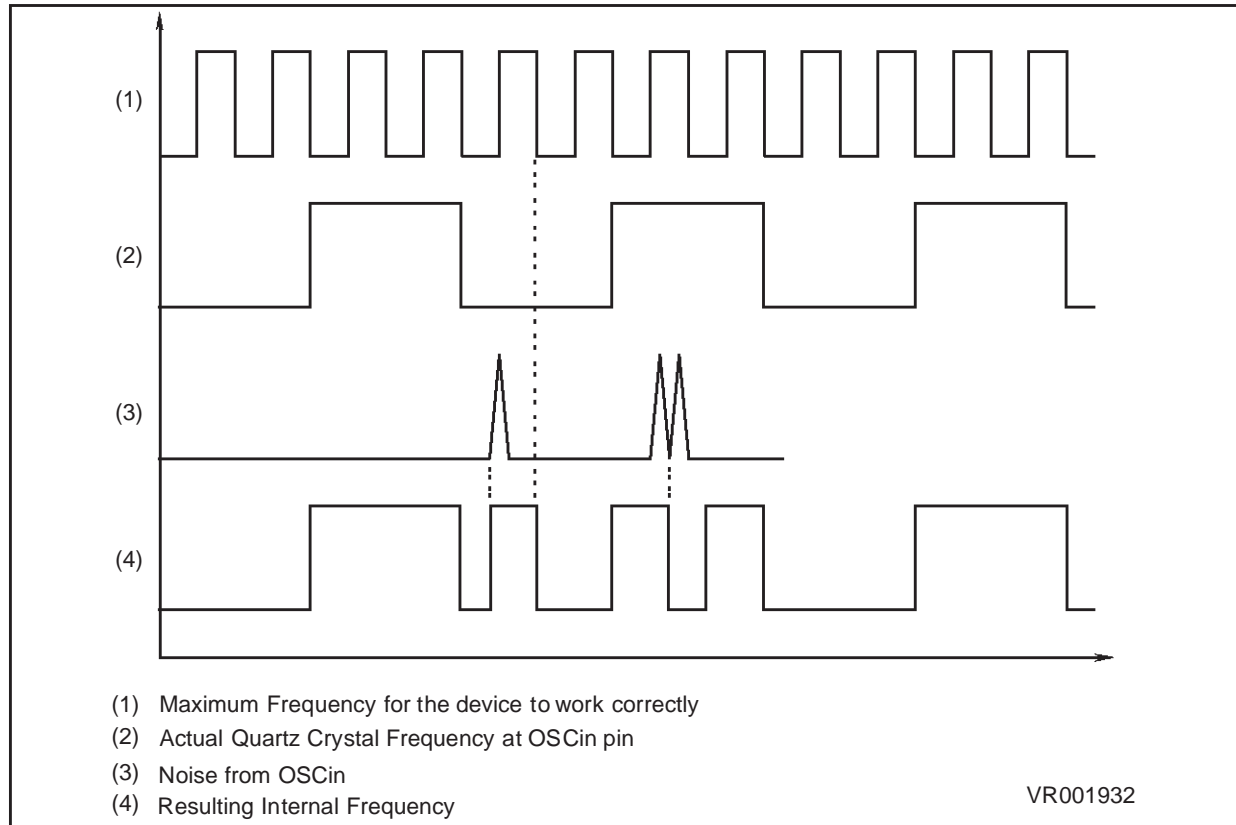 (1)
(2)
(3)
(4)
(1) Maximum Frequency for the device to work correctly
(2) Actual Quartz Crystal Frequency at OSCin pin
(3) Noise from OSCin
(4) Resulting Internal Frequency
VR001932